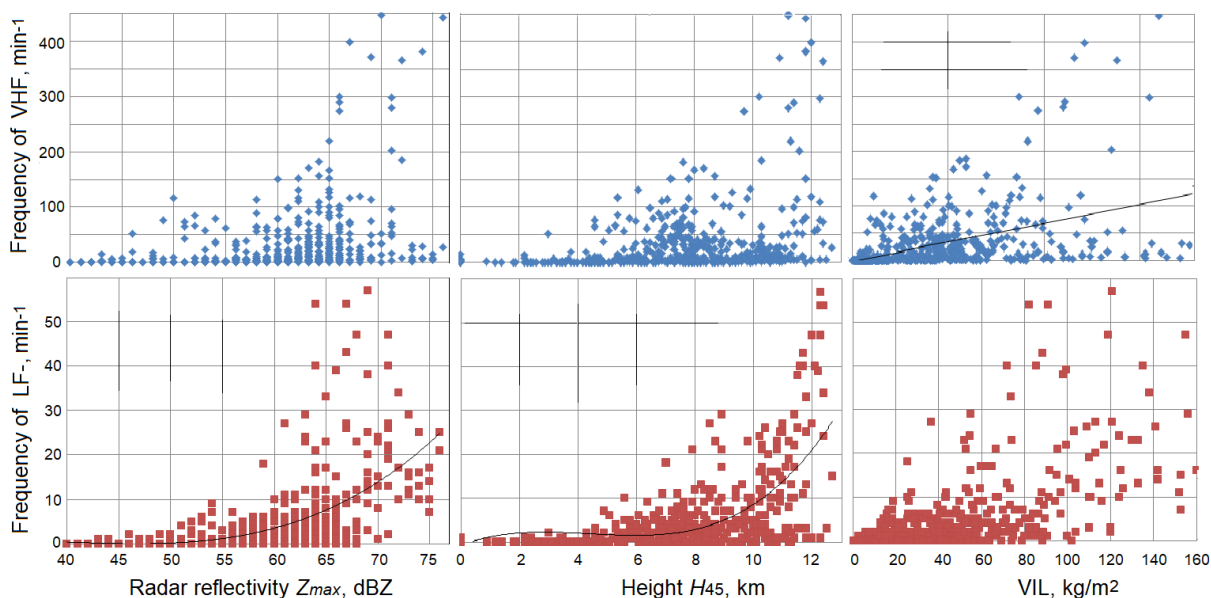 Frequency of VHF, min-1
400
300
200
100
50
0
Frequency of LF-, min-1
50
40
30
20
10
0
40 45 50 55 60 65 70 75
0 2 4 6 8 10 12
0 20 40 60 80 100 120 140 160
Radar reflectivity Zmax, dBZ
Height H45, km
VIL, kg/m2